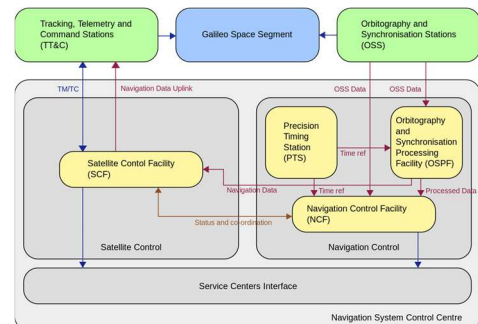 Tracking, Telemetry and
Command Stations
(TT&C)
Galileo Space Segment
Orbitography and
Synchronisation Stations
(OSS)
TM/TC
Navigation Data Uplink
OSS Data
OSS Data
Precision
Timing
Station
(PTS)
Orbitography
and
Synchronisation
Processing
Facility (OSPF)
Time ref
Satellite Contol Facility
(SCF)
Navigation Data
Time ref
Processed Data
Navigation Control Facility
(NCF)
Status and co-ordination
Satellite Control
Navigation Control
Service Centers Interface
Navigation System Control Centre